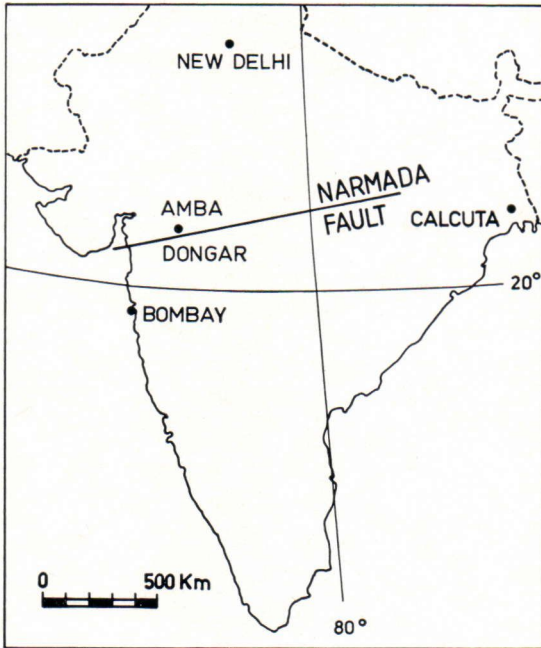 NEW DELHI
NARMADA
AMBA
FAULT
CALCUTA
DONGAR
20°
BOMBAY
0 500 Km
80°